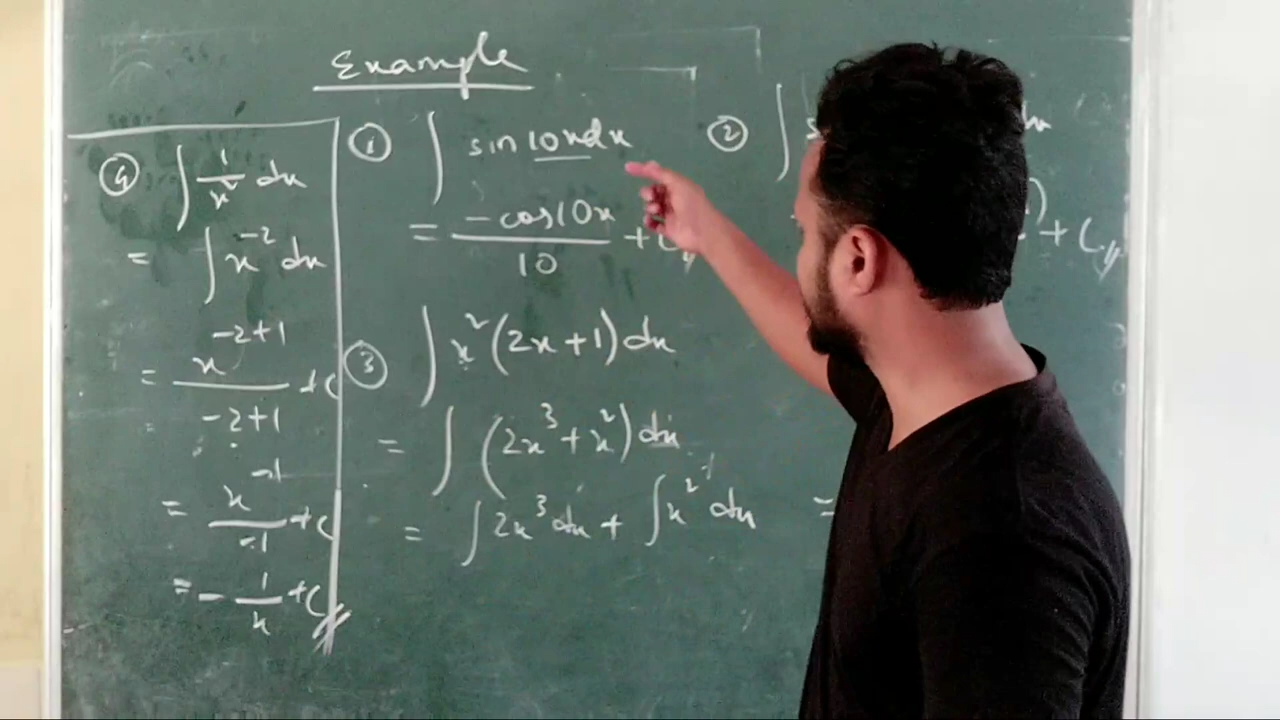 Example
① ∫ sin 10x dx
= -cos 10x / 10 + C
② ∫ s
+ C
③ ∫ x²(2x+1) dx
= ∫ (2x³ + x²) dx
= ∫ 2x³ dx + ∫ x² dx =
④ ∫ 1/x² dx
= ∫ x⁻² dx
= x⁻²⁺¹ / -2+1 + C
= x⁻¹ / -1 + C
= - 1/x + C